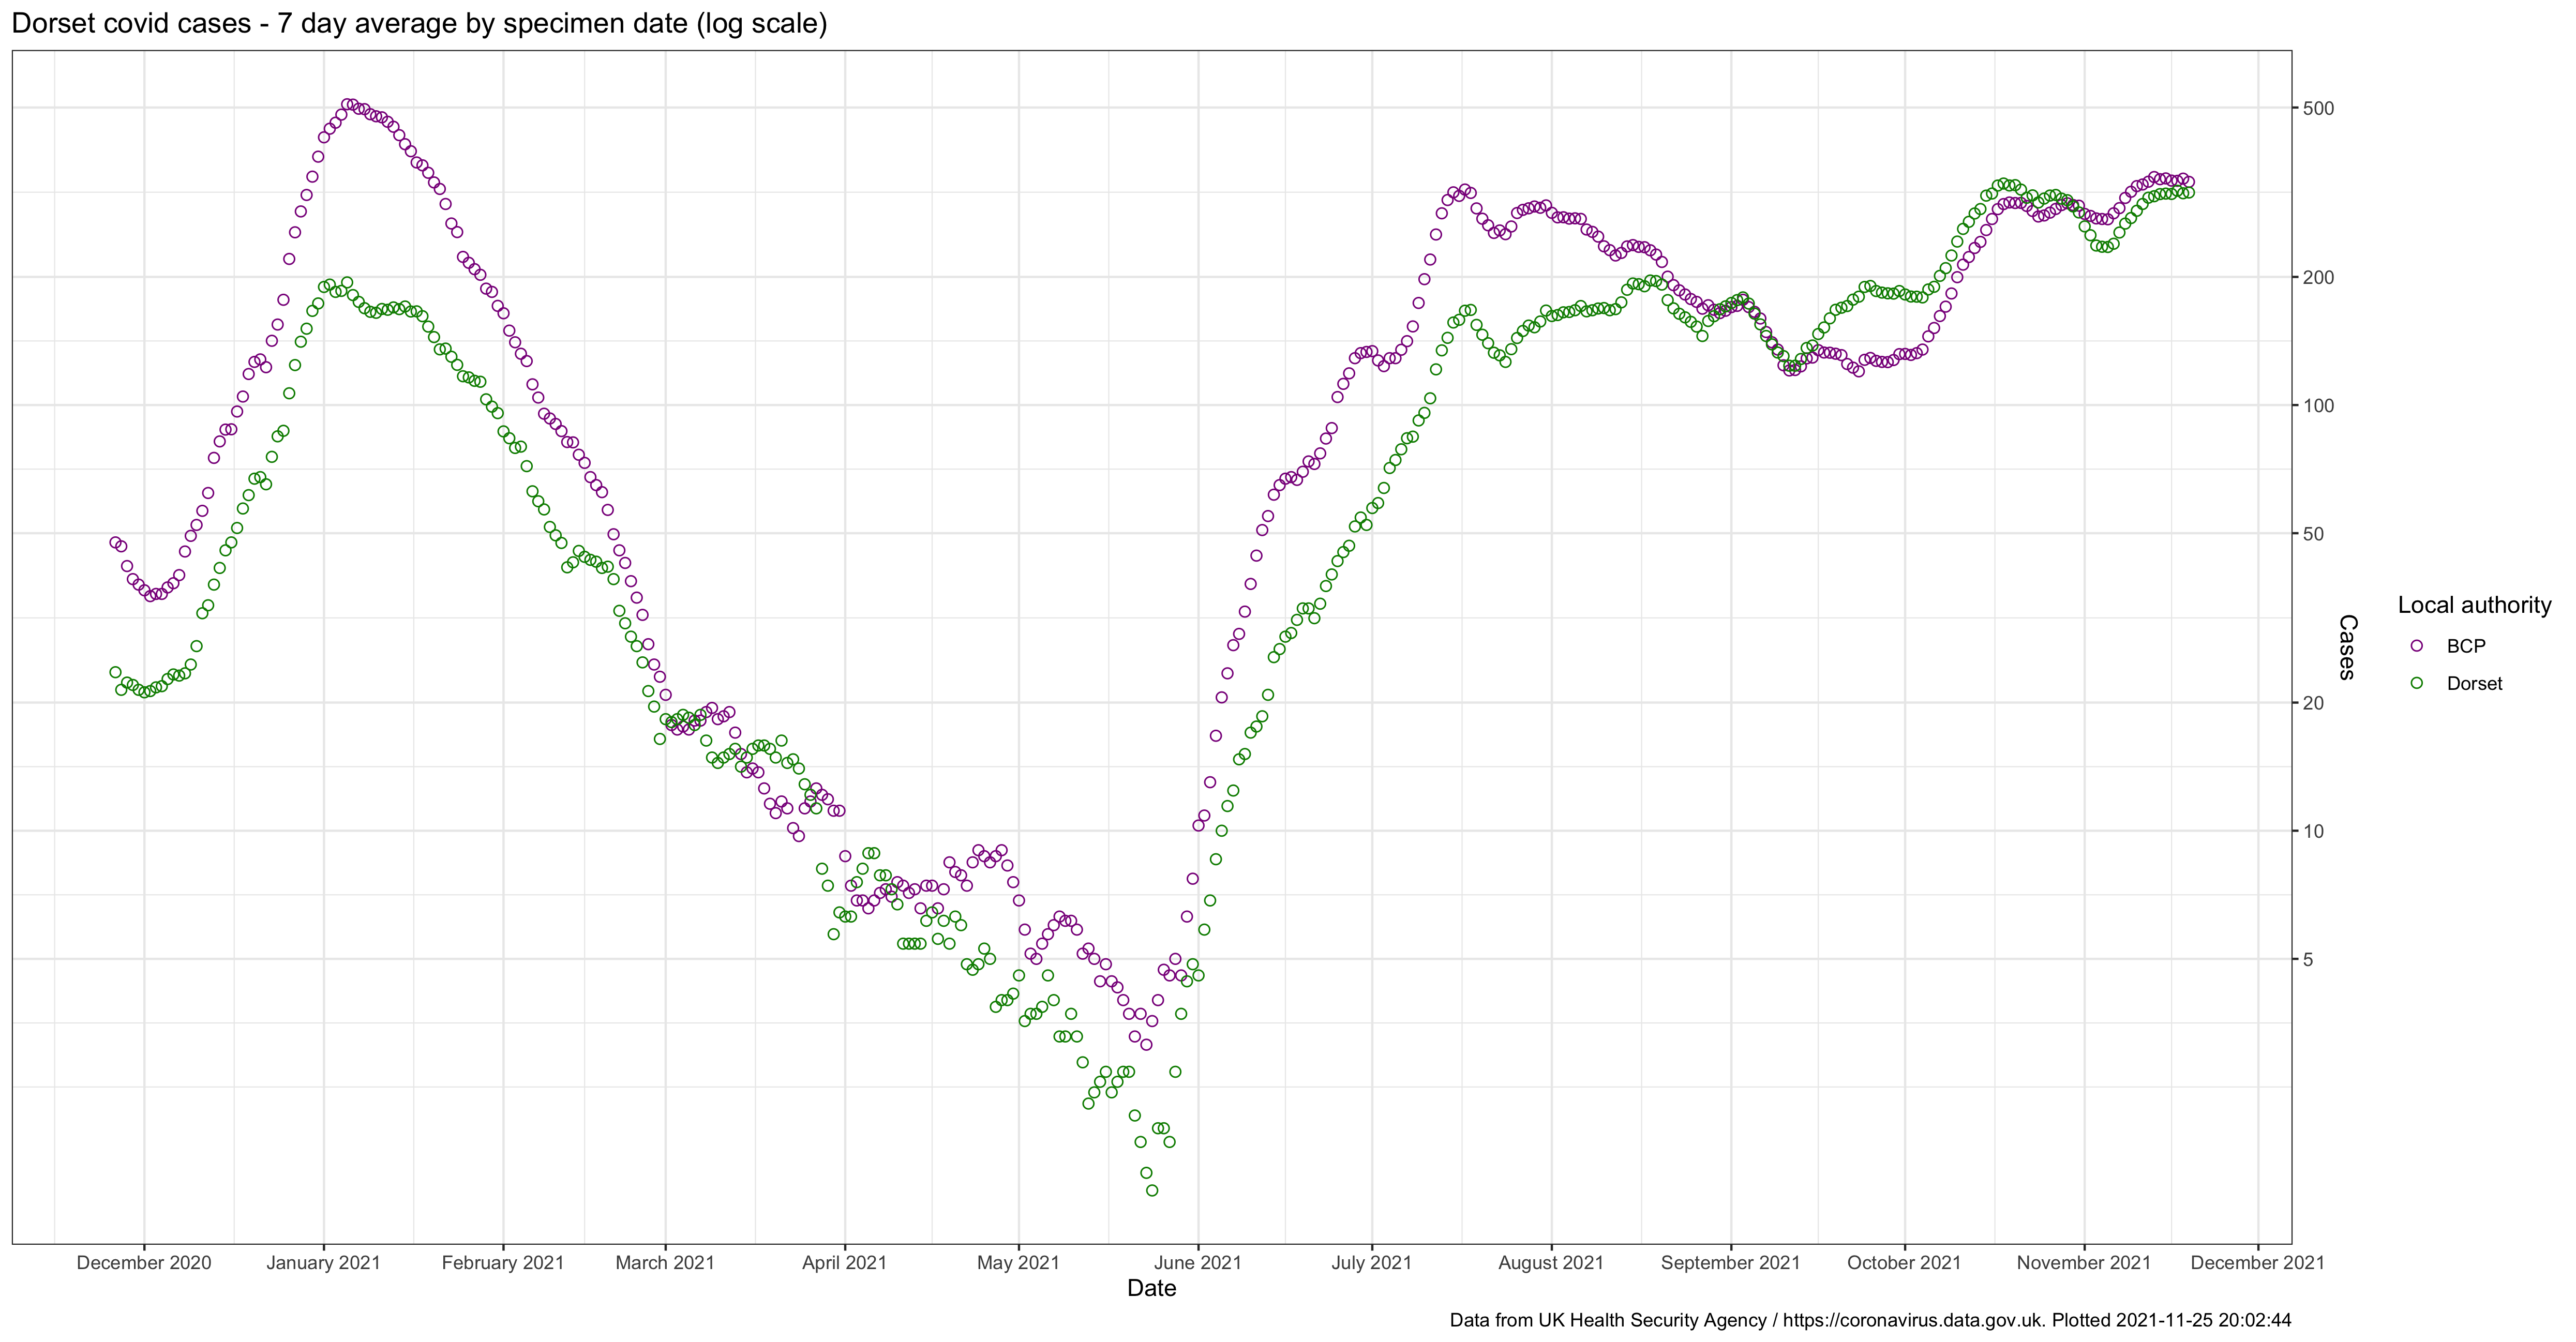 Dorset covid cases - 7 day average by specimen date (log scale)
500
200
100
50
20
10
5
Cases
Local authority
BCP
Dorset
December 2020
January 2021
February 2021
March 2021
April 2021
May 2021
June 2021
July 2021
August 2021
September 2021
October 2021
November 2021
December 2021
Date
Data from UK Health Security Agency / https://coronavirus.data.gov.uk. Plotted 2021-11-25 20:02:44